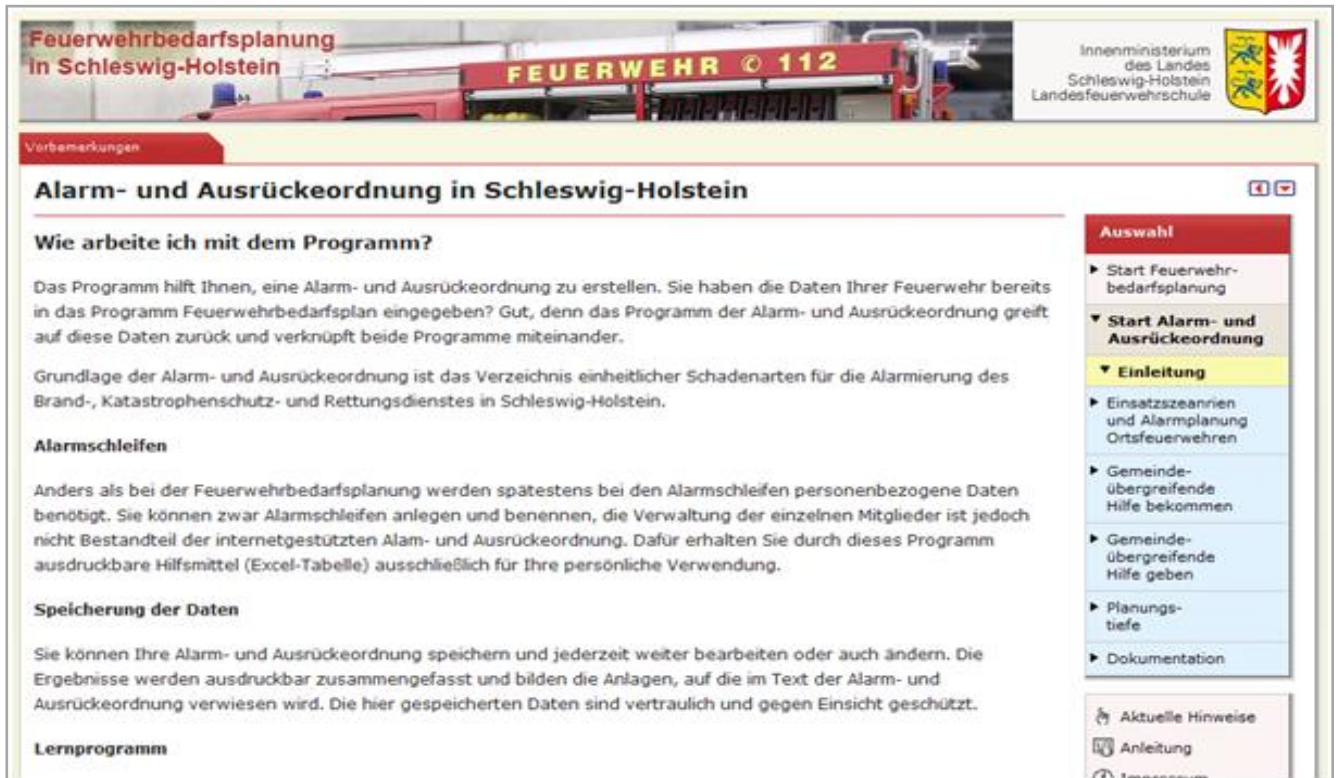 Feuerwehrbedarfsplanung
in Schleswig-Holstein
FEUERWEHR ✆ 112
Innenministerium
des Landes
Schleswig-Holstein
Landesfeuerwehrschule
Vorbemerkungen
Alarm- und Ausrückeordnung in Schleswig-Holstein
Wie arbeite ich mit dem Programm?
Das Programm hilft Ihnen, eine Alarm- und Ausrückeordnung zu erstellen. Sie haben die Daten Ihrer Feuerwehr bereits
in das Programm Feuerwehrbedarfsplan eingegeben? Gut, denn das Programm der Alarm- und Ausrückeordnung greift
auf diese Daten zurück und verknüpft beide Programme miteinander.
Grundlage der Alarm- und Ausrückeordnung ist das Verzeichnis einheitlicher Schadenarten für die Alarmierung des
Brand-, Katastrophenschutz- und Rettungsdienstes in Schleswig-Holstein.
Alarmschleifen
Anders als bei der Feuerwehrbedarfsplanung werden spätestens bei den Alarmschleifen personenbezogene Daten
benötigt. Sie können zwar Alarmschleifen anlegen und benennen, die Verwaltung der einzelnen Mitglieder ist jedoch
nicht Bestandteil der internetgestützten Alam- und Ausrückeordnung. Dafür erhalten Sie durch dieses Programm
ausdruckbare Hilfsmittel (Excel-Tabelle) ausschließlich für Ihre persönliche Verwendung.
Speicherung der Daten
Sie können Ihre Alarm- und Ausrückeordnung speichern und jederzeit weiter bearbeiten oder auch ändern. Die
Ergebnisse werden ausdruckbar zusammengefasst und bilden die Anlagen, auf die im Text der Alarm- und
Ausrückeordnung verwiesen wird. Die hier gespeicherten Daten sind vertraulich und gegen Einsicht geschützt.
Lernprogramm
Auswahl
Start Feuerwehr-
bedarfsplanung
Start Alarm- und
Ausrückeordnung
Einleitung
Einsatzszeanrien
und Alarmplanung
Ortsfeuerwehren
Gemeinde-
übergreifende
Hilfe bekommen
Gemeinde-
übergreifende
Hilfe geben
Planungs-
tiefe
Dokumentation
Aktuelle Hinweise
Anleitung
Impressum